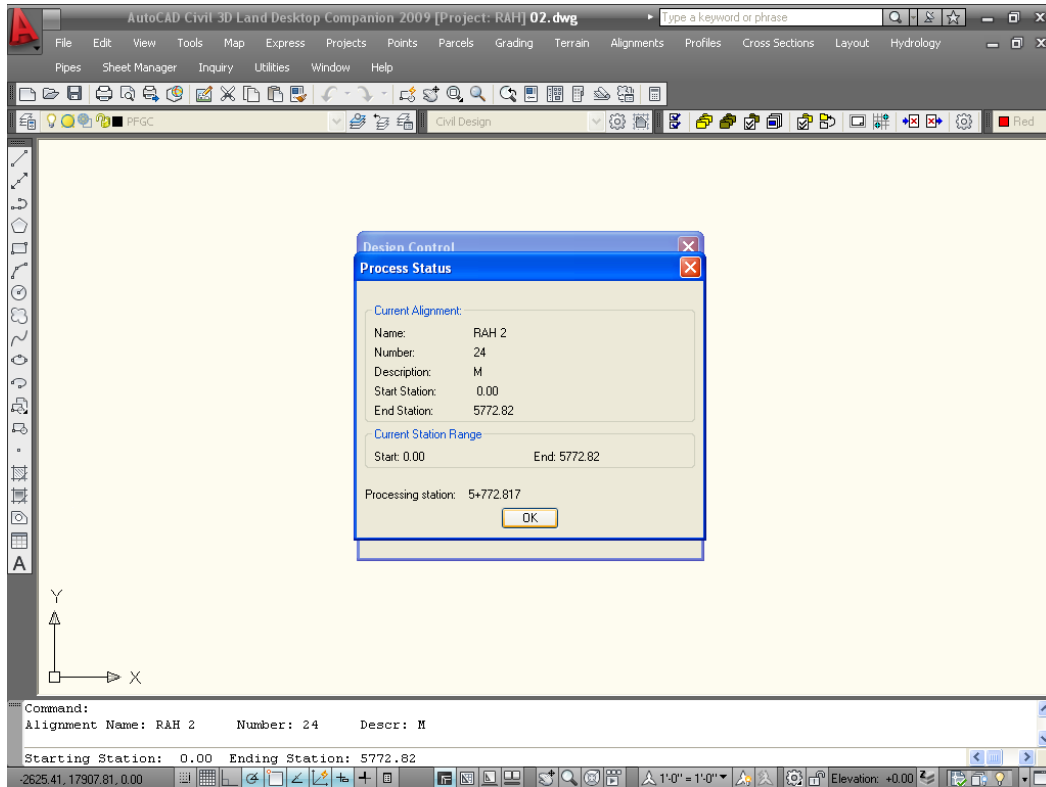 AutoCAD Civil 3D Land Desktop Companion 2009 [Project: RAH] 02.dwg
Type a keyword or phrase
File Edit View Tools Map Express Projects Points Parcels Grading Terrain Alignments Profiles Cross Sections Layout Hydrology
Pipes Sheet Manager Inquiry Utilities Window Help
PFGC Civil Design Red
Design Control
Process Status
Current Alignment:
Name: RAH 2
Number: 24
Description: M
Start Station: 0.00
End Station: 5772.82
Current Station Range
Start: 0.00 End: 5772.82
Processing station: 5+772.817
OK
A
Y
X
Command:
Alignment Name: RAH 2 Number: 24 Descr: M
Starting Station: 0.00 Ending Station: 5772.82
-2625.41, 17907.81, 0.00 1'-0" = 1'-0" Elevation: +0.00